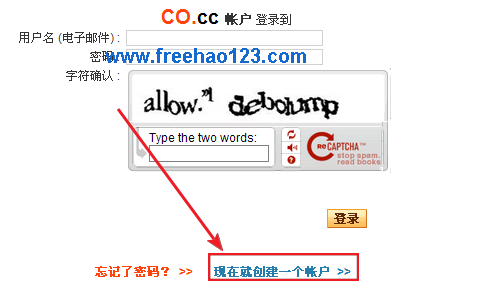 CO.cc 帐户 登录到
用户名 (电子邮件) :
密码
www.freehao123.com
字符确认 :
allow."1 debolump
Type the two words:
reCAPTCHA™
stop spam.
read books
登录
忘记了密码? >> 现在就创建一个帐户 >>